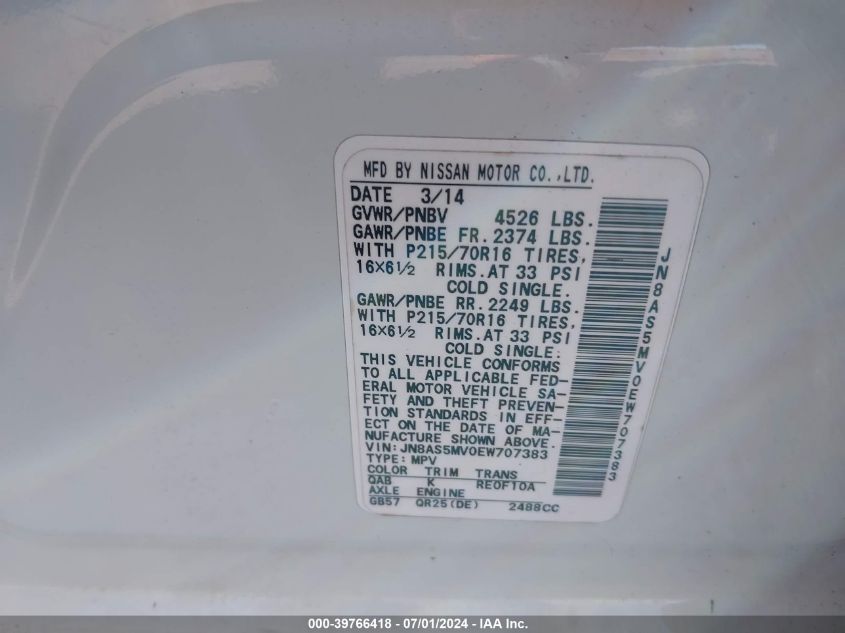 MFD BY NISSAN MOTOR CO.,LTD.
DATE 3/14
GVWR/PNBV 4526 LBS.
GAWR/PNBE FR. 2374 LBS.
WITH P215/70R16 TIRES,
16×6½ RIMS. AT 33 PSI
COLD SINGLE.
GAWR/PNBE RR. 2249 LBS.
WITH P215/70R16 TIRES,
16×6½ RIMS. AT 33 PSI
COLD SINGLE.
THIS VEHICLE CONFORMS
TO ALL APPLICABLE FED-
ERAL MOTOR VEHICLE SA-
FETY AND THEFT PREVEN-
TION STANDARDS IN EFF-
ECT ON THE DATE OF MA-
NUFACTURE SHOWN ABOVE.
VIN: JN8AS5MV0EW707383
TYPE: MPV
COLOR TRIM TRANS
QAB K RE0F10A
AXLE ENGINE
GB57 QR25(DE) 2488CC
JN8AS5MV0EW707383
000-39766418 - 07/01/2024 - IAA Inc.